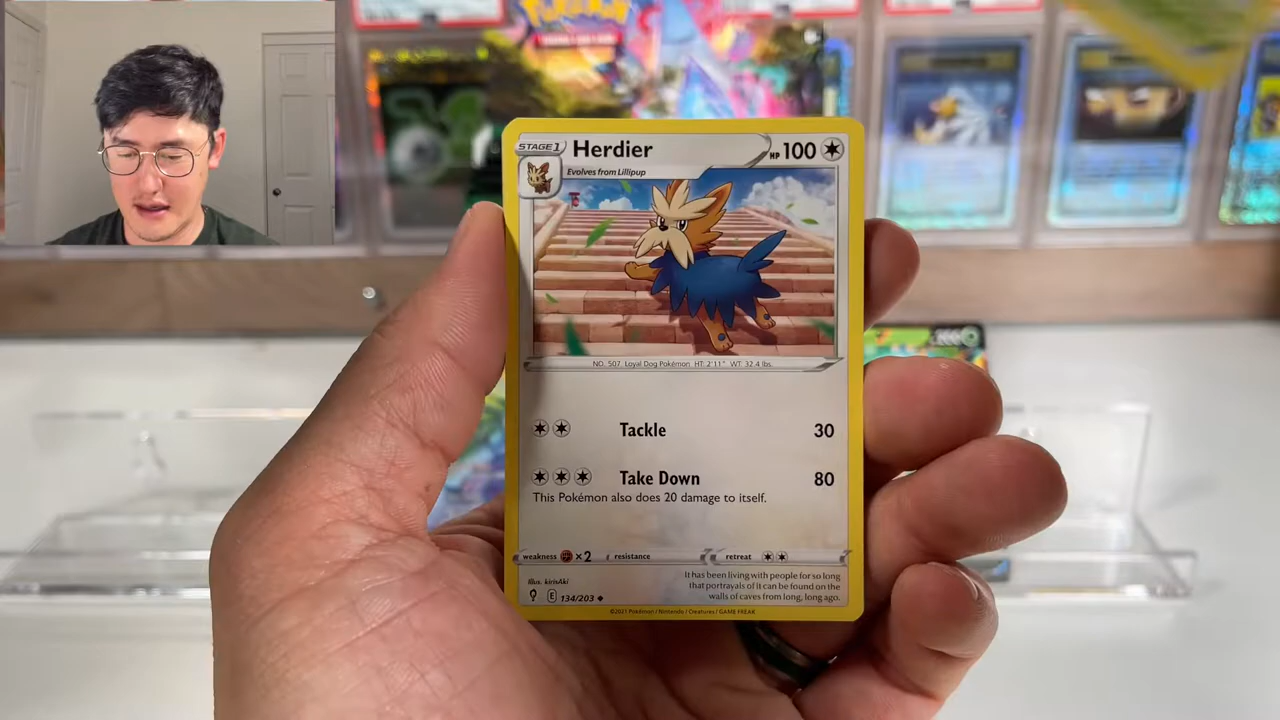 Pokémon
STAGE 1 Herdier HP 100
Evolves from Lillipup
NO. 507 Loyal Dog Pokémon HT: 2'11" WT: 32.4 lbs.
Tackle 30
Take Down 80
This Pokémon also does 20 damage to itself.
weakness ×2 resistance retreat
Illus. kirisAki
E 134/203
It has been living with people for so long
that portrayals of it can be found on the
walls of caves from long, long ago.
©2021 Pokémon / Nintendo / Creatures / GAME FREAK